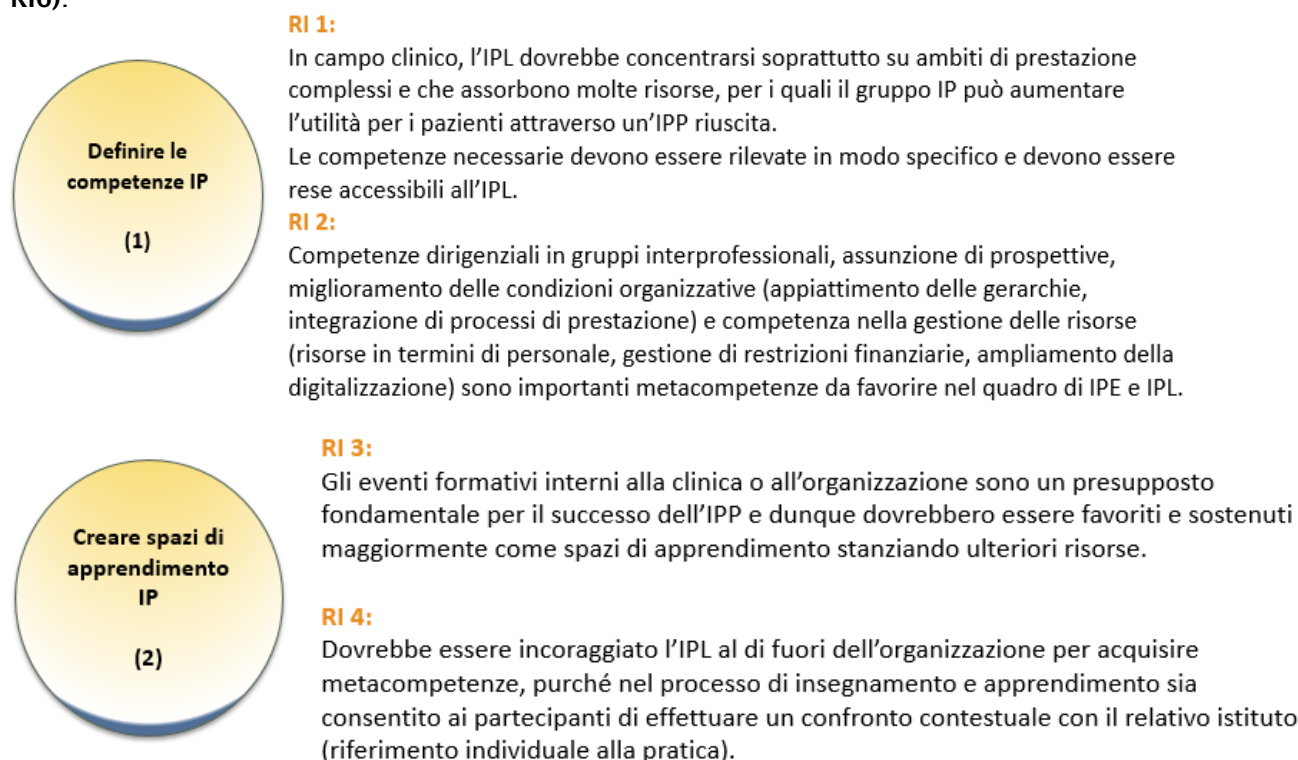 RI6).
RI 1:
In campo clinico, l’IPL dovrebbe concentrarsi soprattutto su ambiti di prestazione
complessi e che assorbono molte risorse, per i quali il gruppo IP può aumentare
l’utilità per i pazienti attraverso un’IPP riuscita.
Le competenze necessarie devono essere rilevate in modo specifico e devono essere
rese accessibili all’IPL.
Definire le
competenze IP
(1)
RI 2:
Competenze dirigenziali in gruppi interprofessionali, assunzione di prospettive,
miglioramento delle condizioni organizzative (appiattimento delle gerarchie,
integrazione di processi di prestazione) e competenza nella gestione delle risorse
(risorse in termini di personale, gestione di restrizioni finanziarie, ampliamento della
digitalizzazione) sono importanti metacompetenze da favorire nel quadro di IPE e IPL.
RI 3:
Gli eventi formativi interni alla clinica o all’organizzazione sono un presupposto
fondamentale per il successo dell’IPP e dunque dovrebbero essere favoriti e sostenuti
maggiormente come spazi di apprendimento stanziando ulteriori risorse.
Creare spazi di
apprendimento
IP
(2)
RI 4:
Dovrebbe essere incoraggiato l’IPL al di fuori dell’organizzazione per acquisire
metacompetenze, purché nel processo di insegnamento e apprendimento sia
consentito ai partecipanti di effettuare un confronto contestuale con il relativo istituto
(riferimento individuale alla pratica).